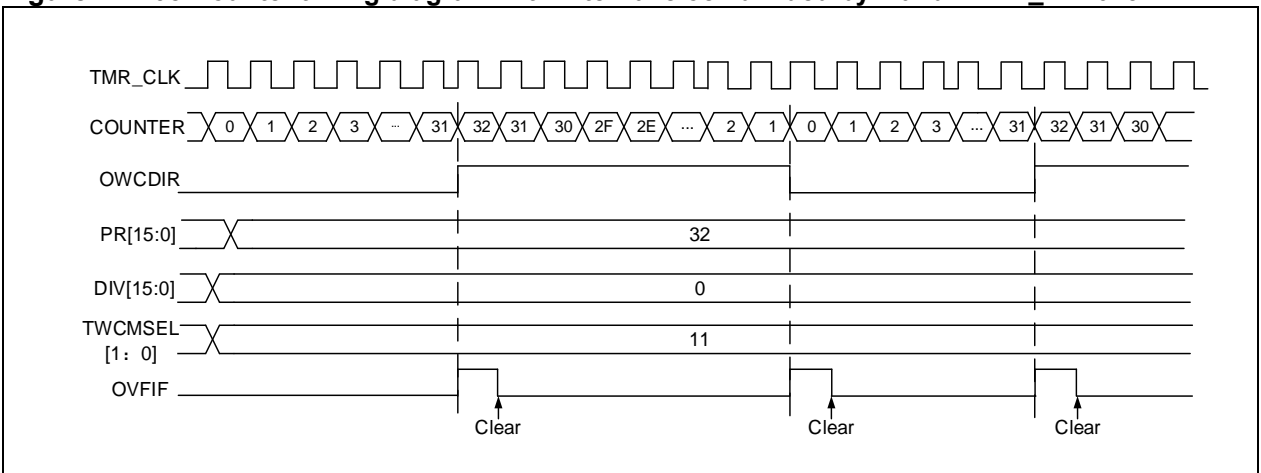 TMR_CLK
COUNTER 0 1 2 3 ... 31 32 31 30 2F 2E ... 2 1 0 1 2 3 ... 31 32 31 30
OWCDIR
PR[15:0] 32
DIV[15:0] 0
TWCMSEL
[1：0] 11
OVFIF
Clear Clear Clear